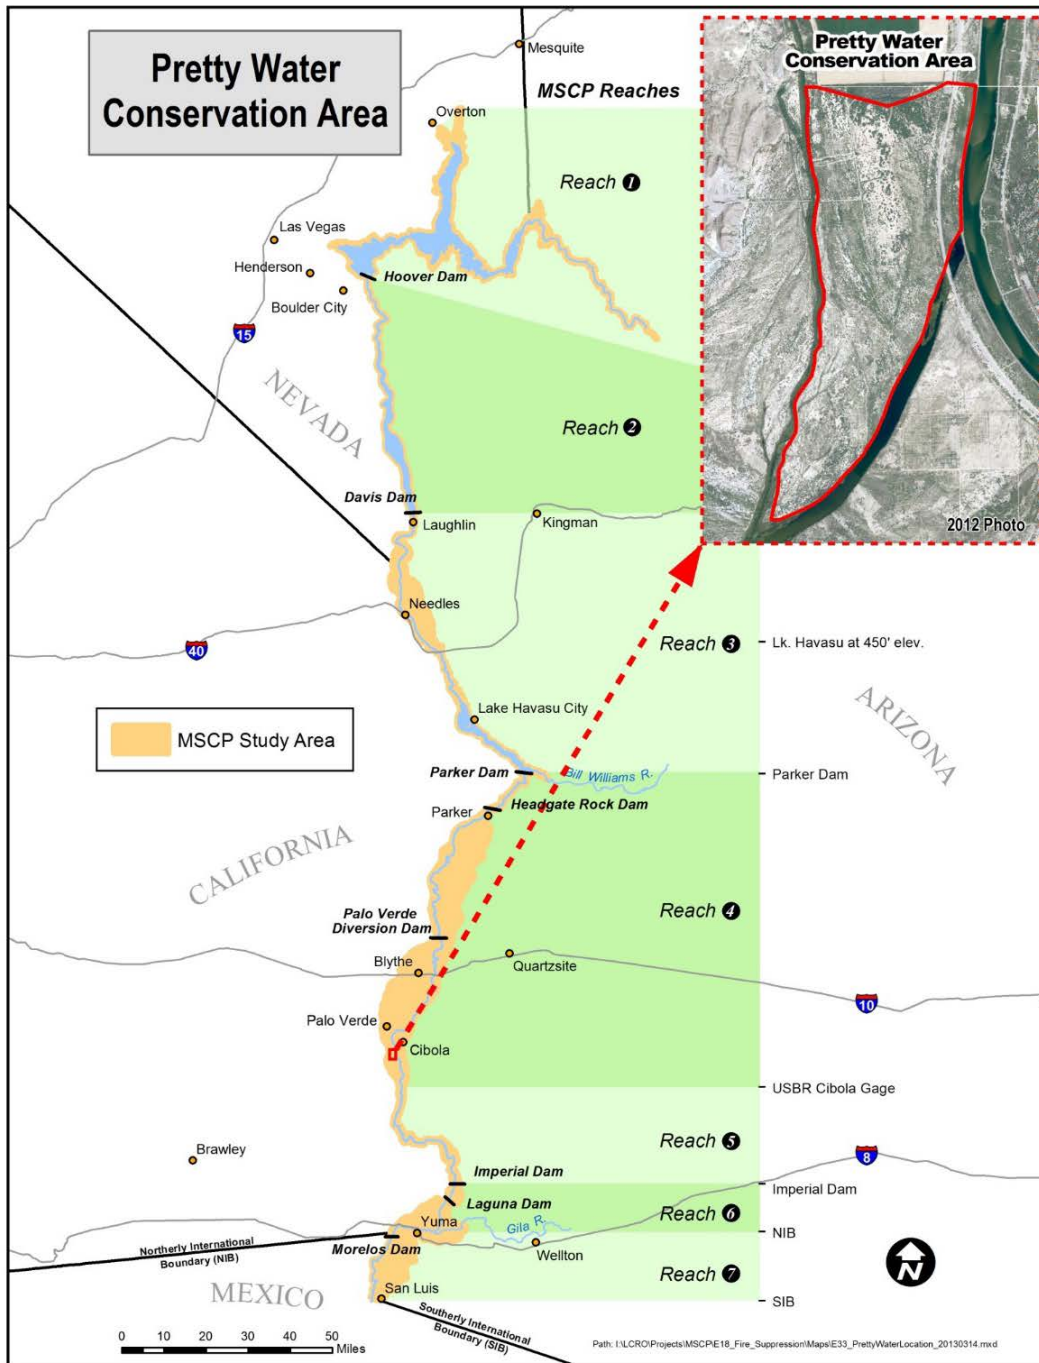 Pretty Water
Conservation Area
Mesquite
MSCP Reaches
Overton
Reach 1
Las Vegas
Henderson
Hoover Dam
Boulder City
15
NEVADA
Reach 2
Davis Dam
Laughlin
Kingman
Pretty Water
Conservation Area
2012 Photo
Needles
40
Reach 3
Lk. Havasu at 450' elev.
ARIZONA
Lake Havasu City
MSCP Study Area
Parker Dam
Bill Williams R.
Parker Dam
Headgate Rock Dam
Parker
CALIFORNIA
Reach 4
Palo Verde
Diversion Dam
Blythe
Quartzsite
10
Palo Verde
Cibola
USBR Cibola Gage
Reach 5
Brawley
8
Imperial Dam
Imperial Dam
Laguna Dam
Reach 6
Yuma
Gila R.
NIB
Morelos Dam
Wellton
Northerly International
Boundary (NIB)
Reach 7
N
MEXICO
San Luis
SIB
Southerly International
Boundary (SIB)
0 10 20 30 40 50
Miles
Path: I:\LCRO\Projects\MSCP\E18_Fire_Suppression\Maps\E33_PrettyWaterLocation_20130314.mxd